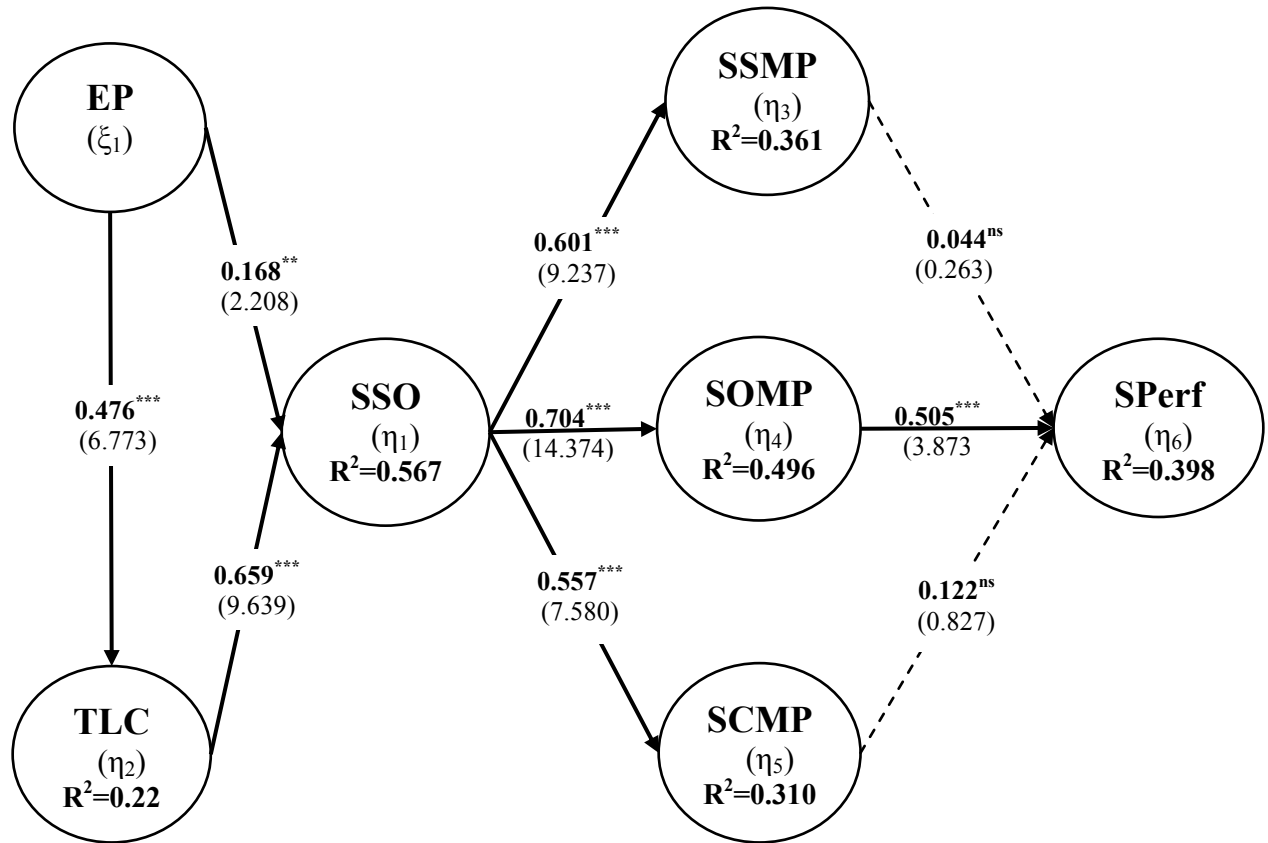 EP
(ξ₁)
SSMP
(η₃)
R²=0.361
0.168**
(2.208)
0.601***
(9.237)
0.044ⁿˢ
(0.263)
0.476***
(6.773)
SSO
(η₁)
R²=0.567
0.704***
(14.374)
SOMP
(η₄)
R²=0.496
0.505***
(3.873
SPerf
(η₆)
R²=0.398
0.659***
(9.639)
0.557***
(7.580)
0.122ⁿˢ
(0.827)
TLC
(η₂)
R²=0.22
SCMP
(η₅)
R²=0.310